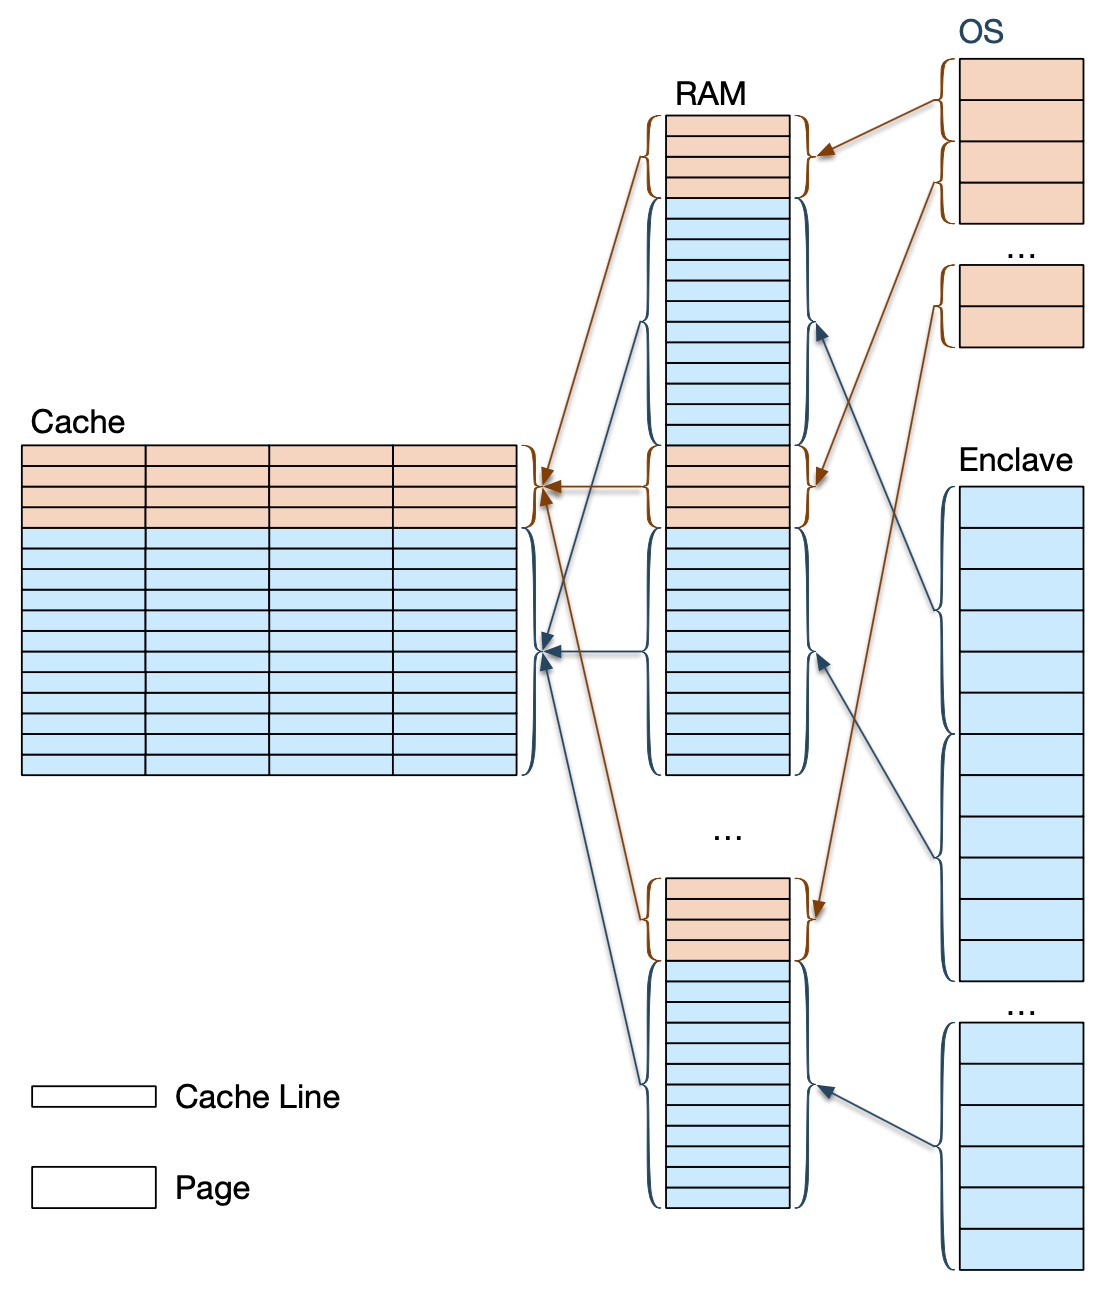 OS
RAM
...
Cache
Enclave
...
...
Cache Line
Page